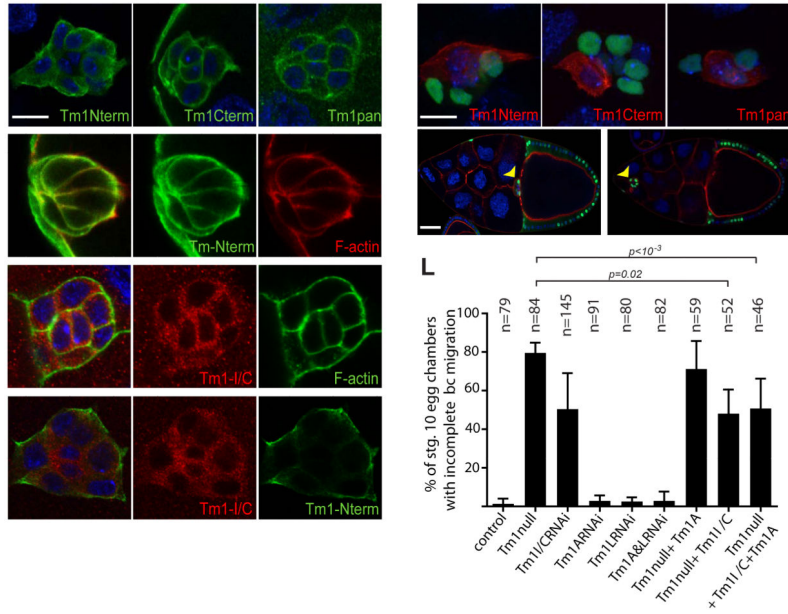 Tm1Nterm
Tm1Cterm
Tm1pan
Tm-Nterm
F-actin
Tm1-I/C
F-actin
Tm1-I/C
Tm1-Nterm
Tm1Nterm
Tm1Cterm
Tm1pan
L
p<10⁻³
p=0.02
n=79
n=84
n=145
n=91
n=80
n=82
n=59
n=52
n=46
% of stg. 10 egg chambers
with incomplete bc migration
80
60
40
20
control
Tm1null
Tm1I/CRNAi
Tm1ARNAi
Tm1LRNAi
Tm1A&LRNAi
Tm1null+Tm1A
Tm1null+Tm1I/C
Tm1null
+Tm1I/C+Tm1A